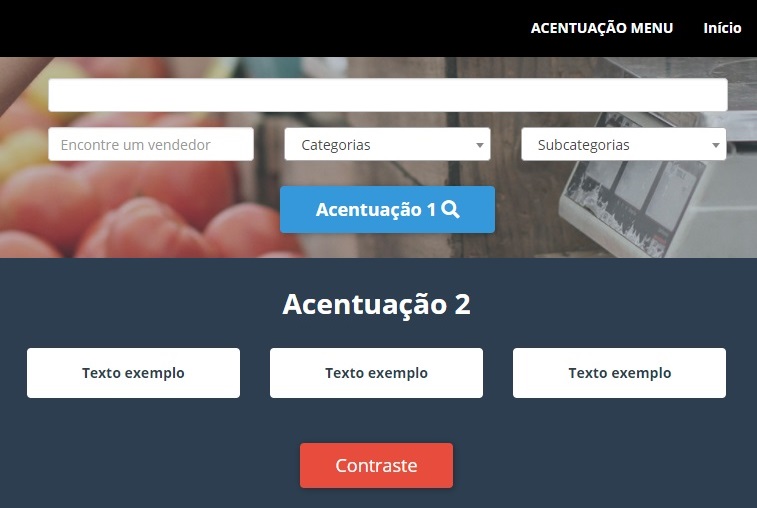 ACENTUAÇÃO MENU Início
Encontre um vendedor Categorias Subcategorias
Acentuação 1
Acentuação 2
Texto exemplo Texto exemplo Texto exemplo
Contraste